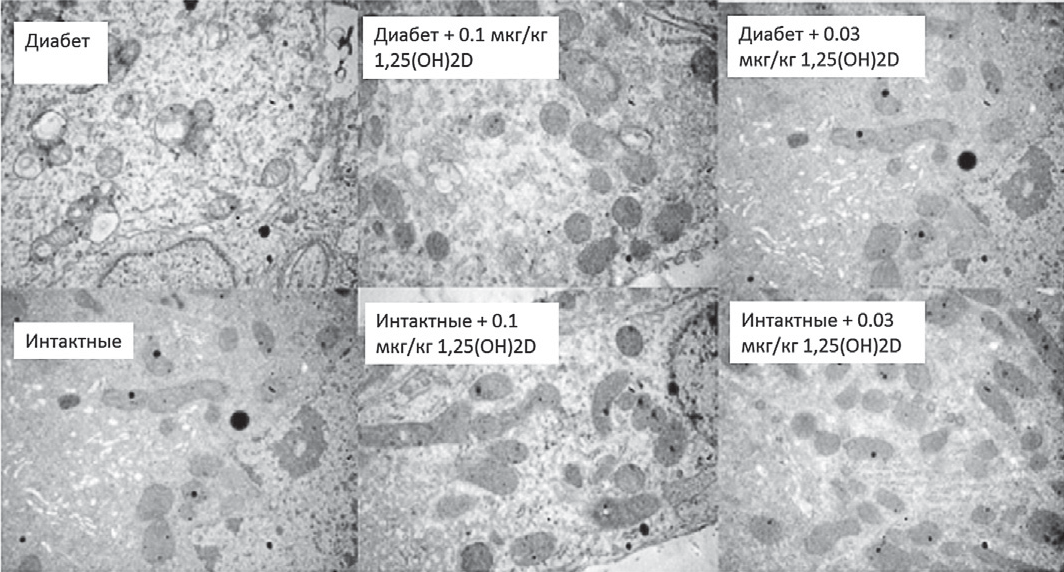 Диабет
Диабет + 0.1 мкг/кг
1,25(OH)2D
Диабет + 0.03
мкг/кг 1,25(OH)2D
Интактные
Интактные + 0.1
мкг/кг 1,25(OH)2D
Интактные + 0.03
мкг/кг 1,25(OH)2D